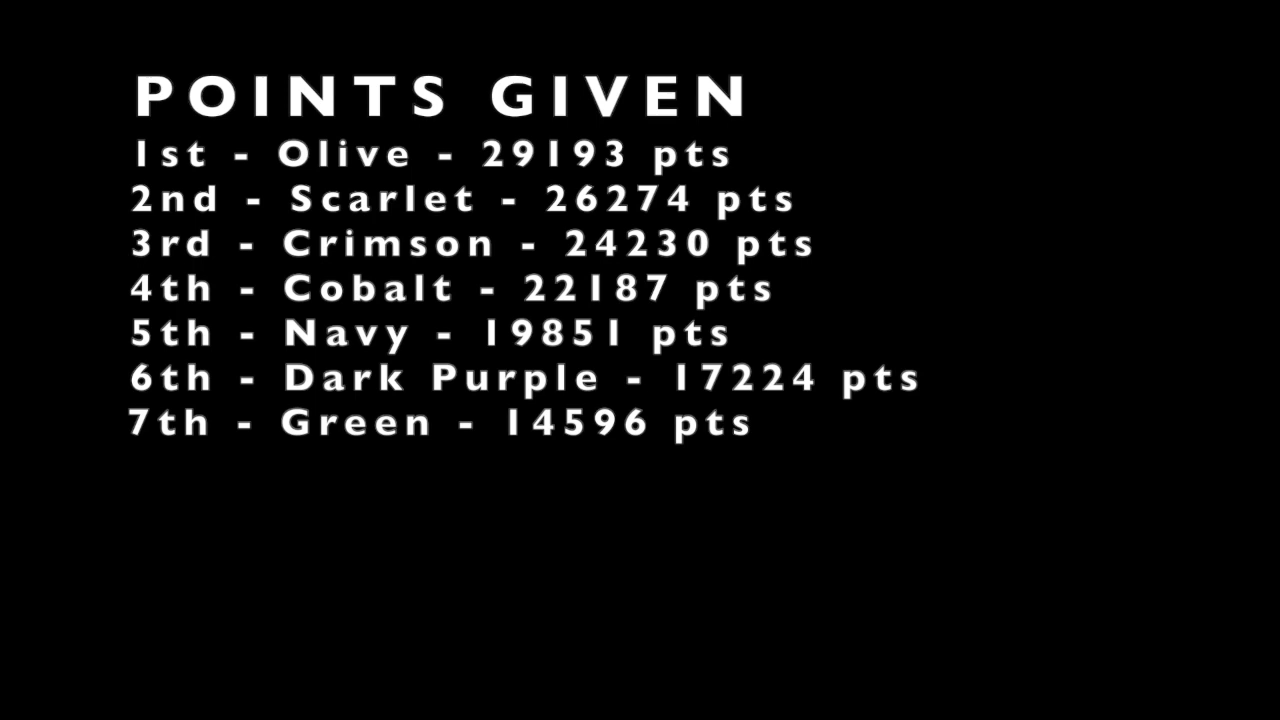 POINTS GIVEN
1st - Olive - 29193 pts
2nd - Scarlet - 26274 pts
3rd - Crimson - 24230 pts
4th - Cobalt - 22187 pts
5th - Navy - 19851 pts
6th - Dark Purple - 17224 pts
7th - Green - 14596 pts